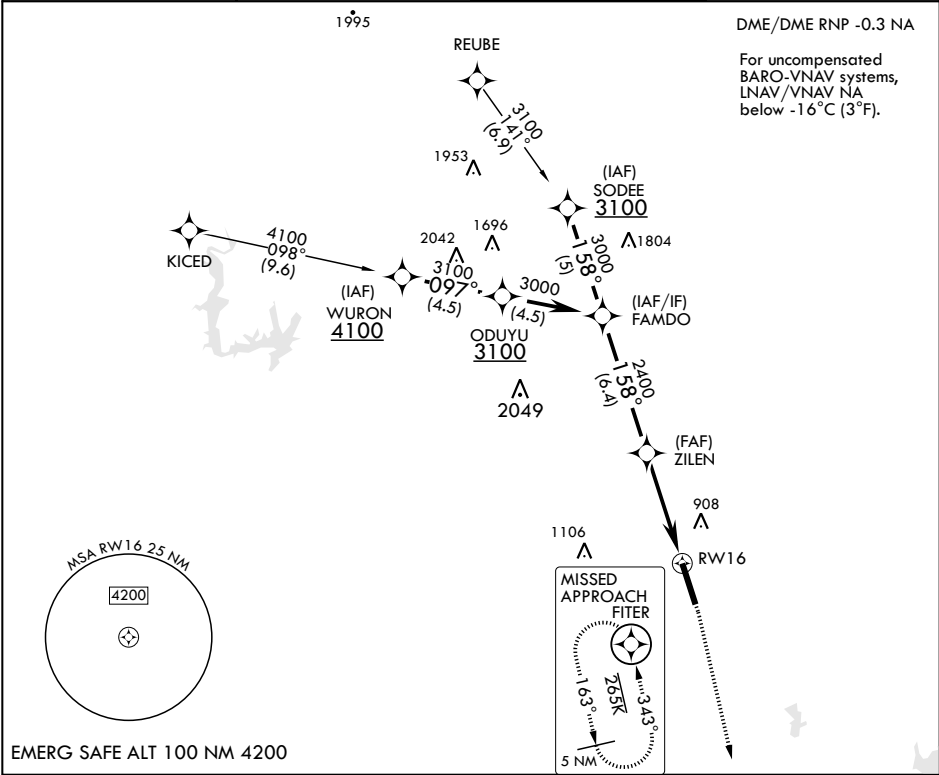 1995
DME/DME RNP -0.3 NA
For uncompensated
BARO-VNAV systems,
LNAV/VNAV NA
below -16°C (3°F).
REUBE
3100
141°
(6.9)
1953
(IAF)
SODEE
3100
1804
3000
158°
(5)
KICED
4100
098°
(9.6)
2042
1696
3100
097°
(4.5)
(IAF)
WURON
4100
3000
(4.5)
ODUYU
3100
(IAF/IF)
FAMDO
2400
158°
(6.4)
2049
(FAF)
ZILEN
908
1106
RW16
MSA RW16 25 NM
4200
MISSED
APPROACH
FITER
265K
163°
343°
5 NM
EMERG SAFE ALT 100 NM 4200